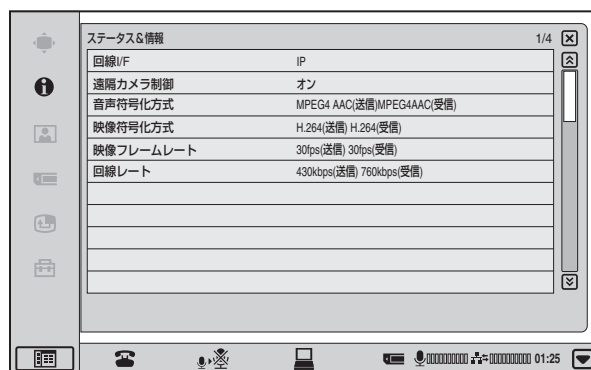 ステータス&情報 1/4
回線I/F IP
遠隔カメラ制御 オン
音声符号化方式 MPEG4 AAC(送信)MPEG4AAC(受信)
映像符号化方式 H.264(送信) H.264(受信)
映像フレームレート 30fps(送信) 30fps(受信)
回線レート 430kbps(送信) 760kbps(受信)
01:25